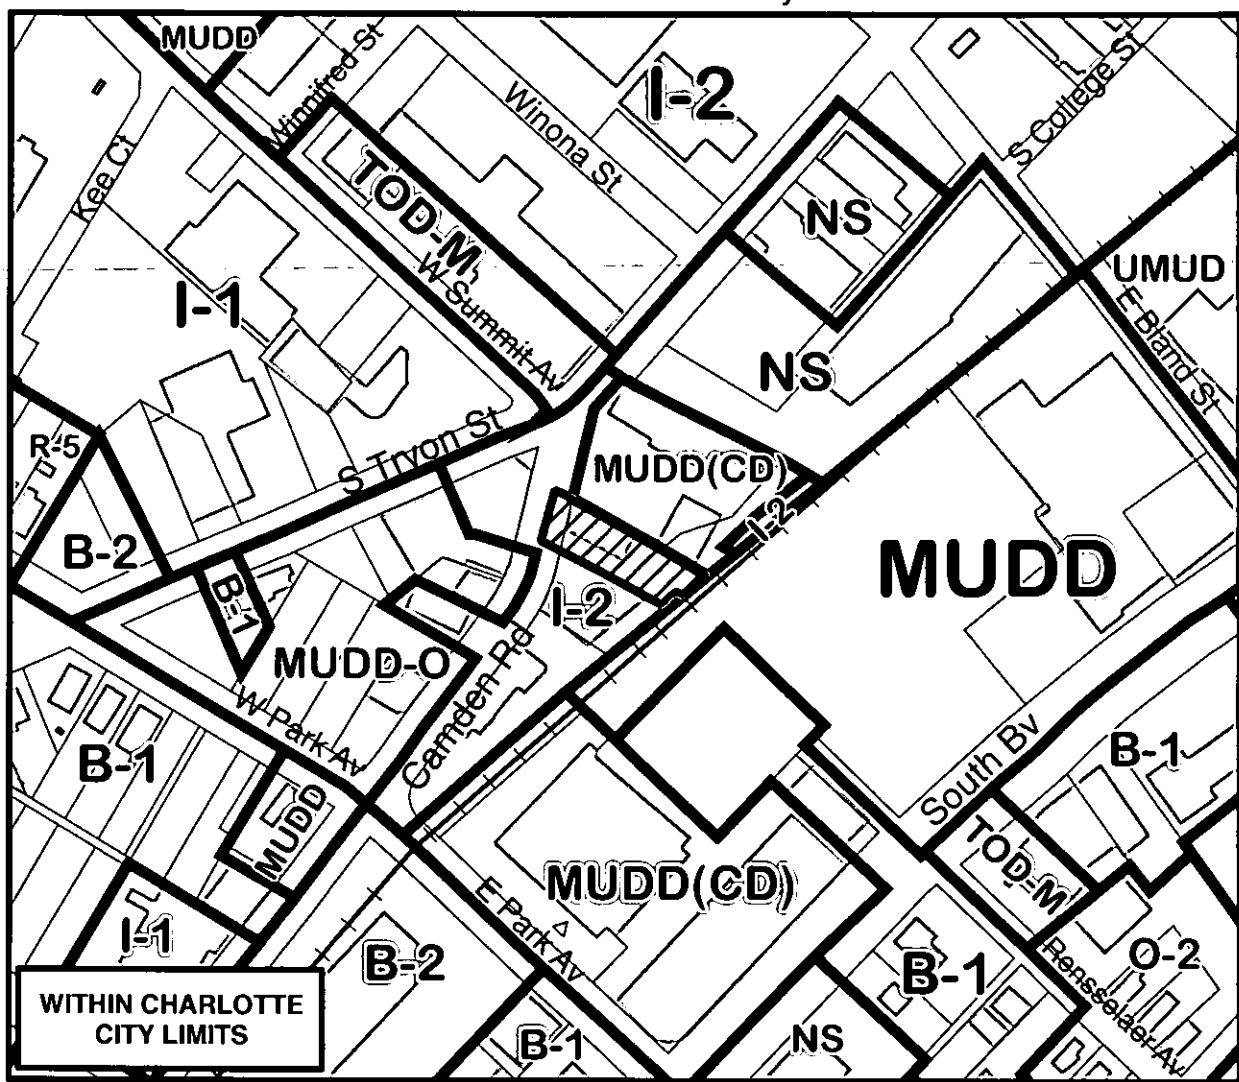 MUDD
Winnifred St
I-2
Winona St
S College St
Kee Ct
TOD-M
NS
W Summit Av
UMUD
I-1
E Bland St
NS
R-5
S Tryon St
MUDD(CD)
I-2
B-2
MUDD
B-1
I-2
MUDD-O
Camden Rd
W Park Av
B-1
South Bv
B-1
MUDD
TOD-M
MUDD(CD)
E Park Av
I-1
B-2
B-1
O-2
Rensselaer Av
WITHIN CHARLOTTE
CITY LIMITS
B-1
NS